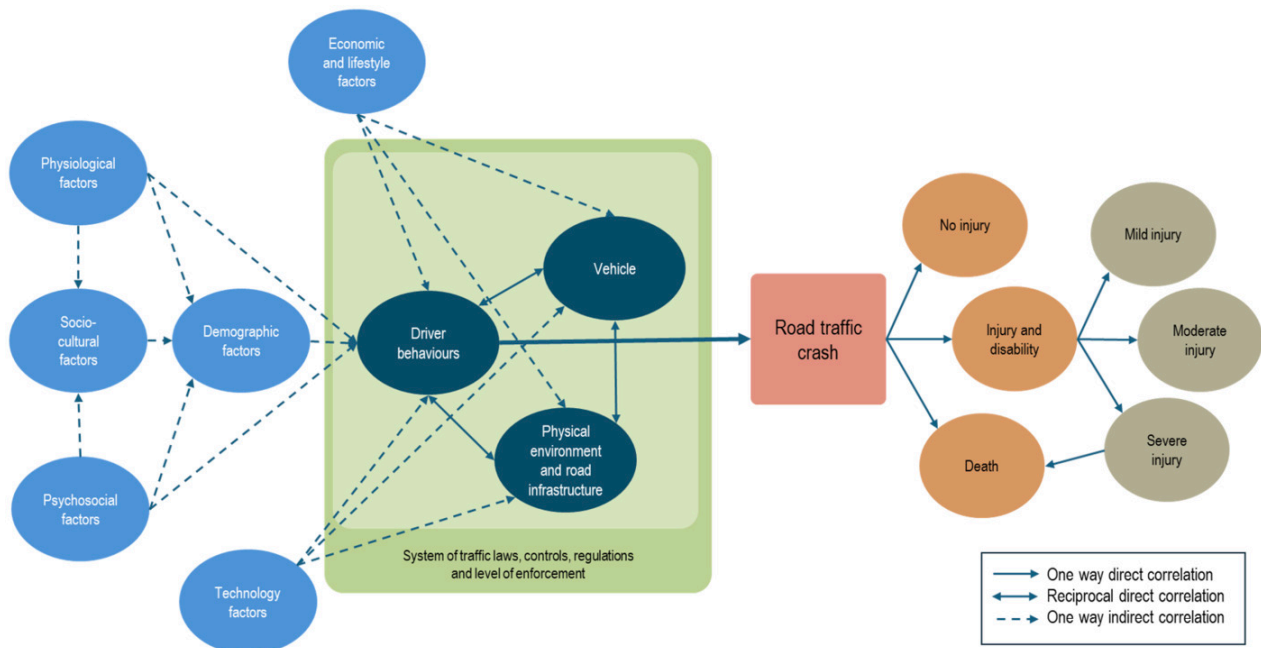 Economic
and lifestyle
factors
Physiological
factors
Socio-
cultural
factors
Demographic
factors
Psychosocial
factors
Technology
factors
Driver
behaviours
Vehicle
Physical
environment
and road
infrastructure
System of traffic laws, controls, regulations
and level of enforcement
Road traffic
crash
No injury
Injury and
disability
Death
Mild injury
Moderate
injury
Severe
injury
One way direct correlation
Reciprocal direct correlation
One way indirect correlation